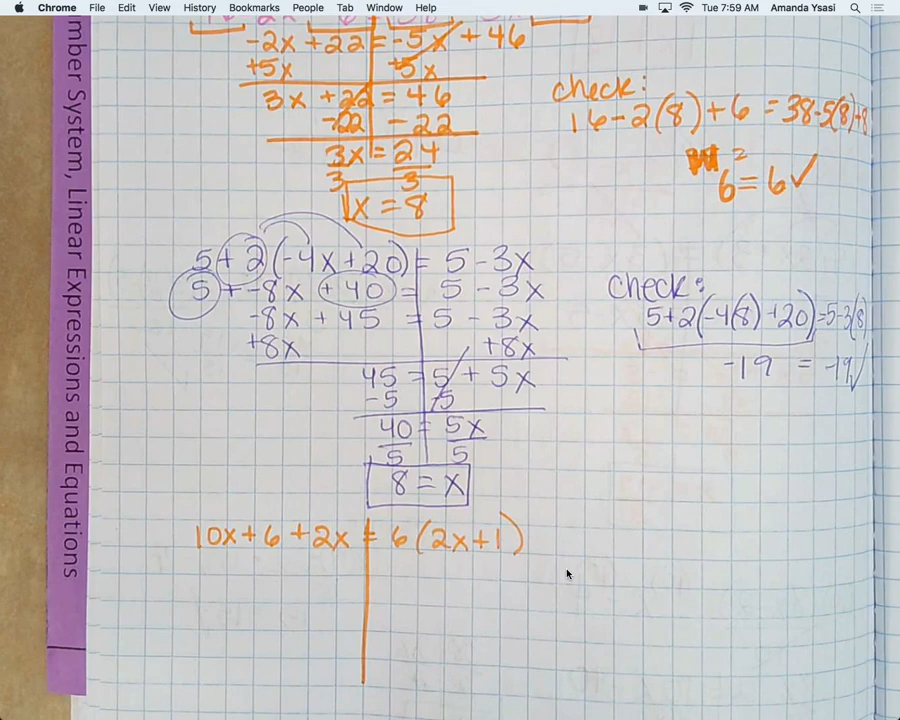 Chrome File Edit View History Bookmarks People Tab Window Help Tue 7:59 AM Amanda Ysasi
mber System, Linear Expressions and Equations
-2x + 22 = -5x + 46
+5x +5x
3x + 22 = 46
-22 -22
3x = 24
3 3
x = 8
check:
16-2(8)+6 = 38-5(8)+8
6 = 6 ✓
5+2(-4x+20) = 5-3x
5 + -8x +40 = 5 - 3x
-8x + 45 = 5 - 3x
+8x +8x
45 = 5 + 5x
-5 -5
40 = 5x
5 5
8 = x
check:
5+2(-4(8)+20)=5-3(8)
-19 = -19 ✓
10x+6+2x = 6(2x+1)